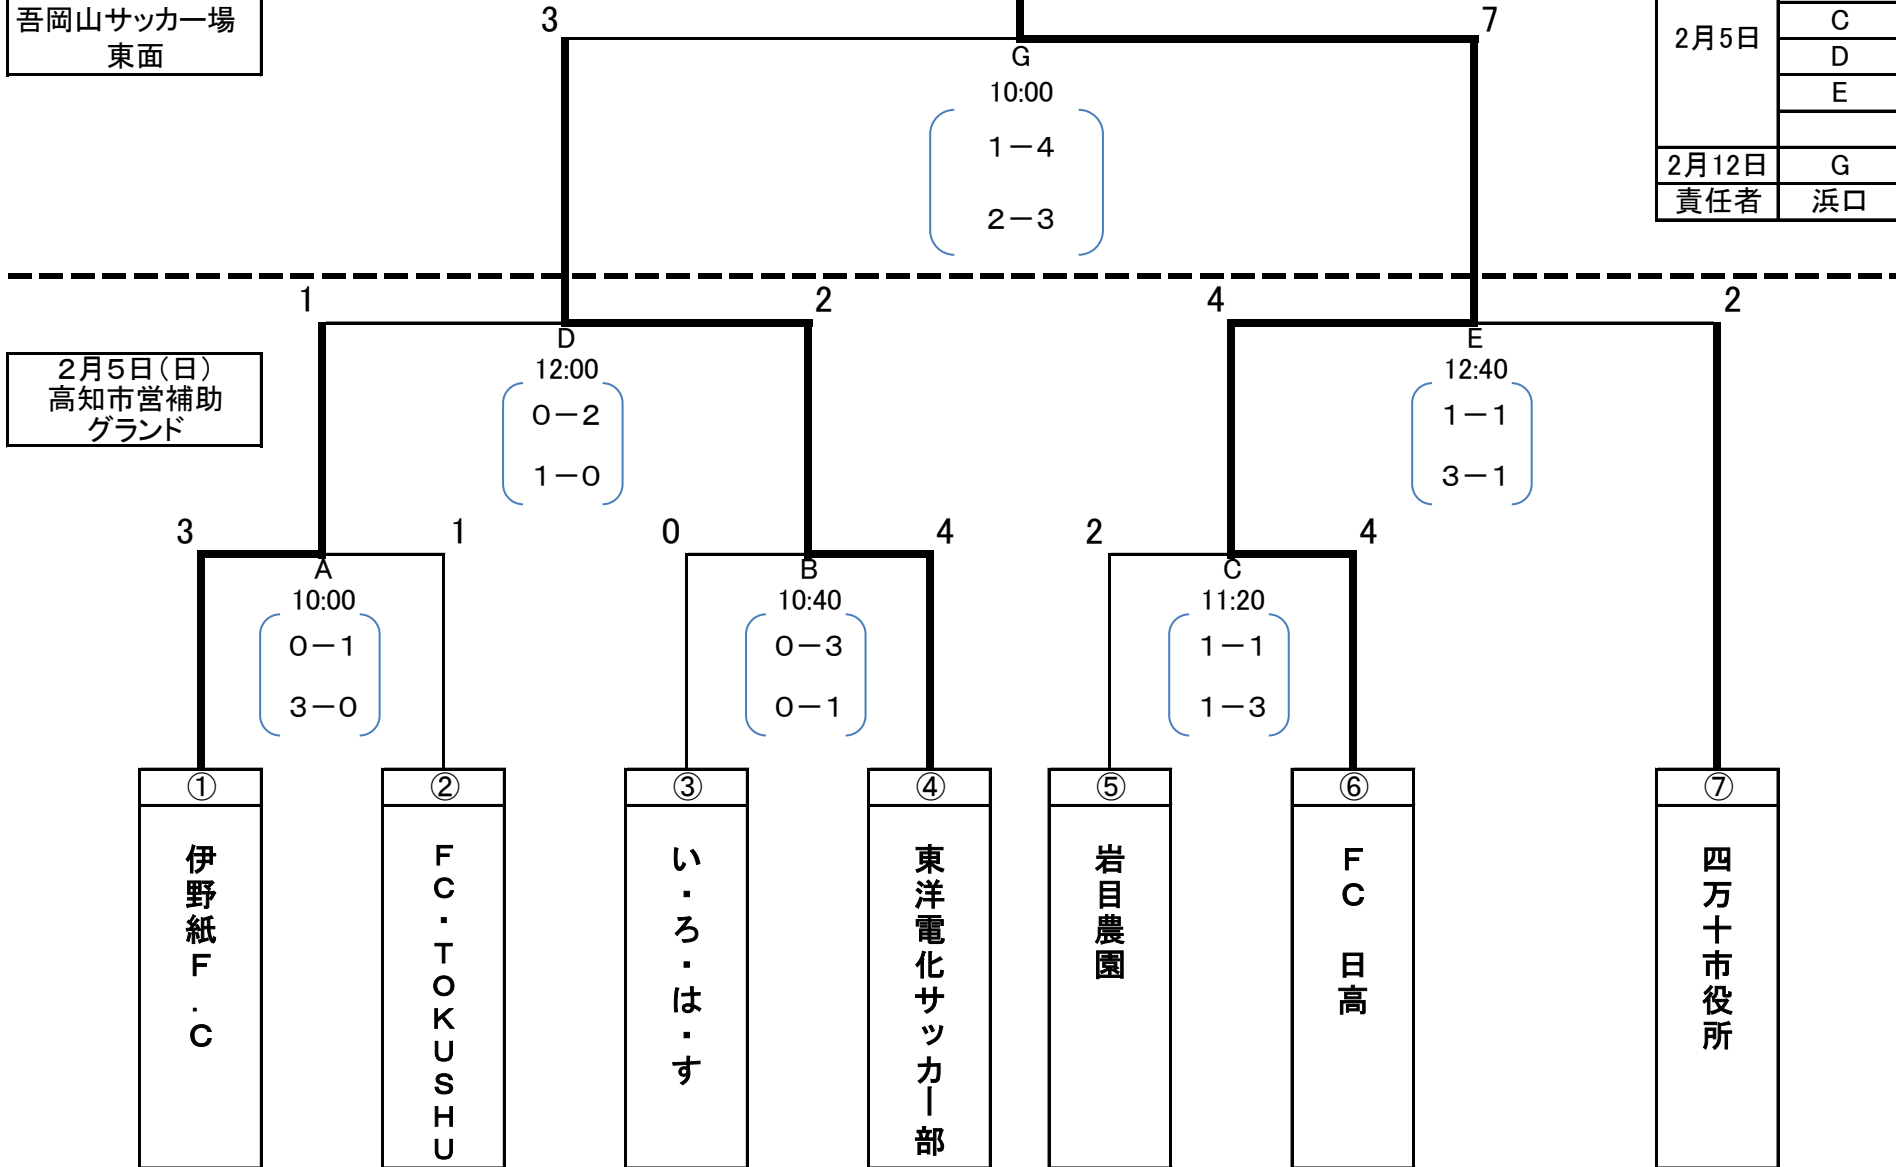 吾岡山サッカー場
東面
3
7
G
10:00
1－4
2－3
2月5日
C
D
E
2月12日
G
責任者
浜口
1
2
4
2
D
12:00
0－2
1－0
E
12:40
1－1
3－1
2月5日（日）
高知市営補助
グランド
3
1
0
4
2
4
A
10:00
0－1
3－0
B
10:40
0－3
0－1
C
11:20
1－1
1－3
①
②
③
④
⑤
⑥
⑦
伊野紙Ｆ．Ｃ
ＦＣ・ＴＯＫＵＳＨＵ
い・ろ・は・す
東洋電化サッカー部
岩目農園
ＦＣ　日高
四万十市役所